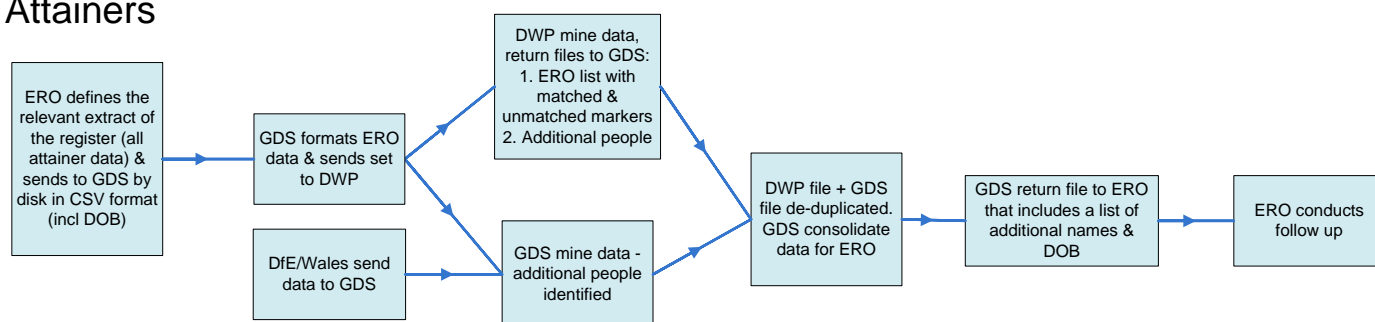 Attainers
ERO defines the
relevant extract of
the register (all
attainer data) &
sends to GDS by
disk in CSV format
(incl DOB)
GDS formats ERO
data & sends set
to DWP
DfE/Wales send
data to GDS
DWP mine data,
return files to GDS:
1. ERO list with
matched &
unmatched markers
2. Additional people
GDS mine data -
additional people
identified
DWP file + GDS
file de-duplicated.
GDS consolidate
data for ERO
GDS return file to ERO
that includes a list of
additional names &
DOB
ERO conducts
follow up